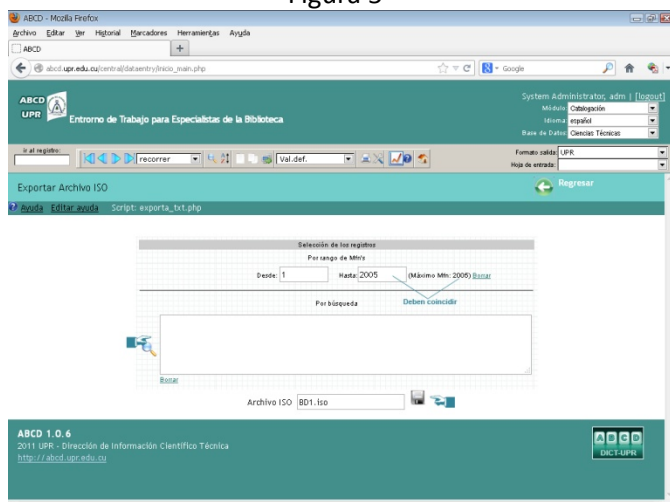 Figura 3
ABCD - Mozilla Firefox
Archivo Editar Ver Historial Marcadores Herramientas Ayuda
ABCD
abcd.upr.edu.cu/central/dataentry/inicio_main.php
Google
System Administrator, adm | [logout]
ABCD
UPR
Entrorno de Trabajo para Especialistas de la Biblioteca
Módulo Catalogación
Idioma español
Base de Datos Ciencias Técnicas
ir al registro:
recorrer
Val.def.
Formato salida: UPR
Hoja de entrada:
Exportar Archivo ISO
Regresar
Ayuda Editar ayuda Script: exporta_txt.php
Selección de los registros
Por rango de Mfn's
Desde: 1 Hasta: 2005 (Máximo Mfn: 2005) Borrar
Por búsqueda
Deben coincidir
Borrar
Archivo ISO BD1.iso
ABCD 1.0.6
2011 UPR - Dirección de Información Científico Técnica
http://abcd.upr.edu.cu
ABCD
DICT-UPR